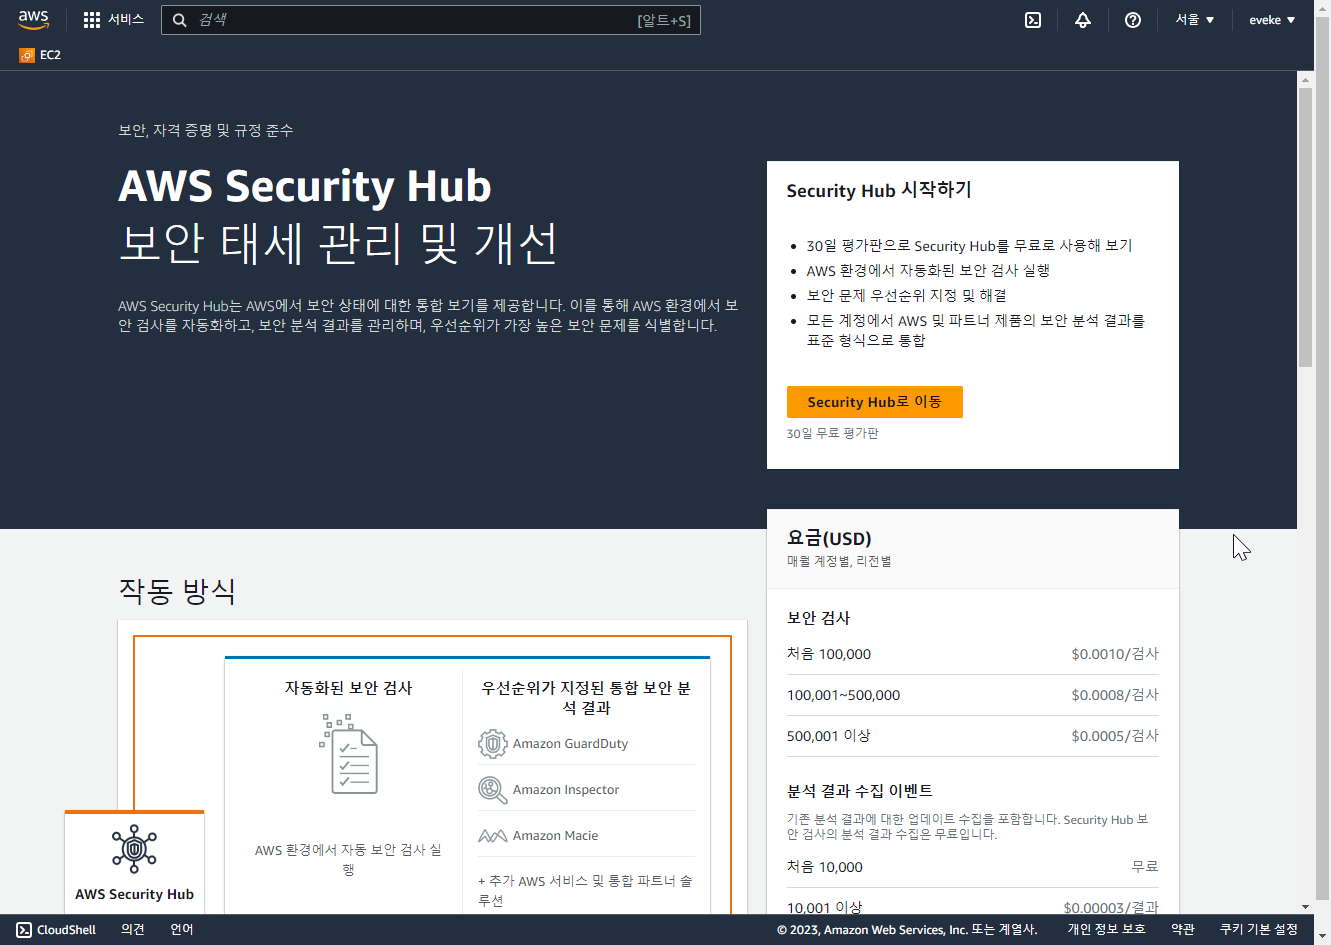 aws
서비스
검색
[알트+S]
서울 ▼
eveke ▼
EC2
보안, 자격 증명 및 규정 준수
AWS Security Hub
보안 태세 관리 및 개선
AWS Security Hub는 AWS에서 보안 상태에 대한 통합 보기를 제공합니다. 이를 통해 AWS 환경에서 보
안 검사를 자동화하고, 보안 분석 결과를 관리하며, 우선순위가 가장 높은 보안 문제를 식별합니다.
Security Hub 시작하기
• 30일 평가판으로 Security Hub를 무료로 사용해 보기
• AWS 환경에서 자동화된 보안 검사 실행
• 보안 문제 우선순위 지정 및 해결
• 모든 계정에서 AWS 및 파트너 제품의 보안 분석 결과를
표준 형식으로 통합
Security Hub로 이동
30일 무료 평가판
요금(USD)
매월 계정별, 리전별
보안 검사
처음 100,000 $0.0010/검사
100,001~500,000 $0.0008/검사
500,001 이상 $0.0005/검사
분석 결과 수집 이벤트
기존 분석 결과에 대한 업데이트 수집을 포함합니다. Security Hub 보
안 검사의 분석 결과 수집은 무료입니다.
처음 10,000 무료
10,001 이상 $0.00003/결과
작동 방식
자동화된 보안 검사
AWS 환경에서 자동 보안 검사 실
행
우선순위가 지정된 통합 보안 분
석 결과
Amazon GuardDuty
Amazon Inspector
Amazon Macie
+ 추가 AWS 서비스 및 통합 파트너 솔
루션
AWS Security Hub
CloudShell
의견
언어
© 2023, Amazon Web Services, Inc. 또는 계열사.
개인 정보 보호
약관
쿠키 기본 설정